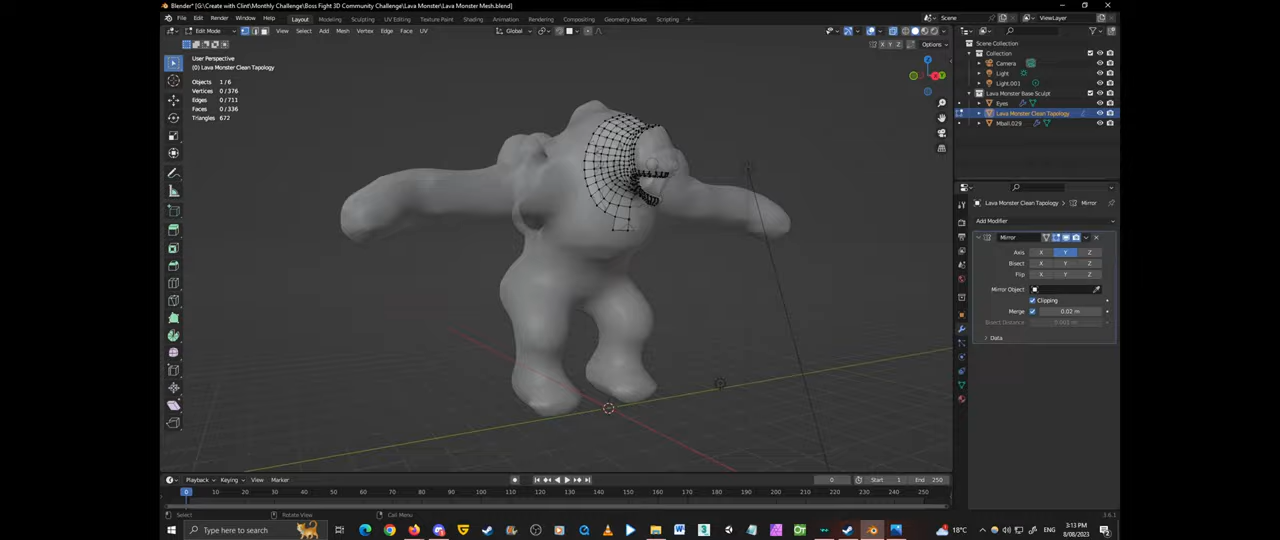 Blender* [G:\Create with Clint\Monthly Challenge\Boss Fight 3D Community Challenge\Lava Monster\Lava Monster Mesh.blend]
File Edit Render Window Help Layout Modeling Sculpting UV Editing Texture Paint Shading Animation Rendering Compositing Geometry Nodes Scripting + Scene ViewLayer
Edit Mode View Select Add Mesh Vertex Edge Face UV Global
X Y Z Options
User Perspective
(0) Lava Monster Clean Topology
Objects 1/6
Vertices 0/376
Edges 0/711
Faces 0/336
Triangles 672
Scene Collection
Collection
Camera
Light
Light.001
Lava Monster Base Sculpt
Eyes
Lava Monster Clean Topology
Mball.029
Lava Monster Clean Topology > Mirror
Add Modifier
Mirror
Axis X Y Z
Bisect X Y Z
Flip X Y Z
Mirror Object
Clipping
Merge 0.02 m
Bisect Distance 0.001 m
Data
Playback Keying View Marker 0 Start 1 End 250
0 10 20 30 40 50 60 70 80 90 100 110 120 130 140 150 160 170 180 190 200 210 220 230 240 250
Select Rotate View Call Menu 3.6.1
Type here to search 18°C ENG 3:13 PM
8/08/2023